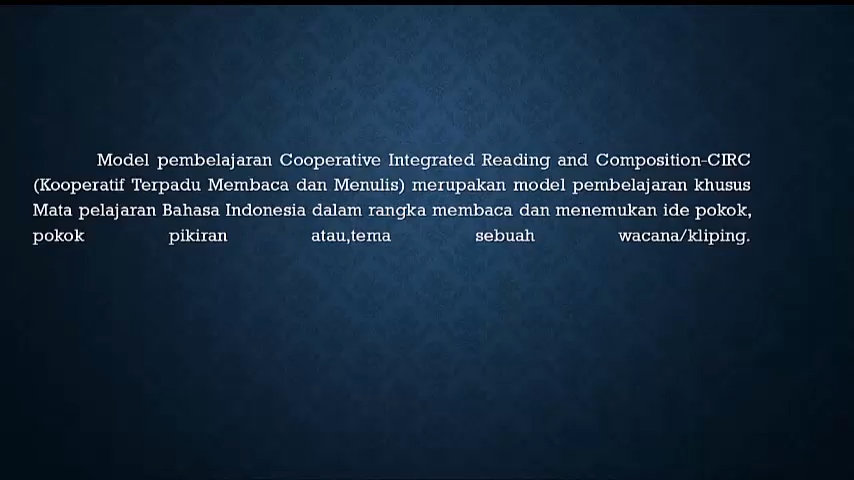 Model pembelajaran Cooperative Integrated Reading and Composition-CIRC
(Kooperatif Terpadu Membaca dan Menulis) merupakan model pembelajaran khusus
Mata pelajaran Bahasa Indonesia dalam rangka membaca dan menemukan ide pokok,
pokok pikiran atau,tema sebuah wacana/kliping.